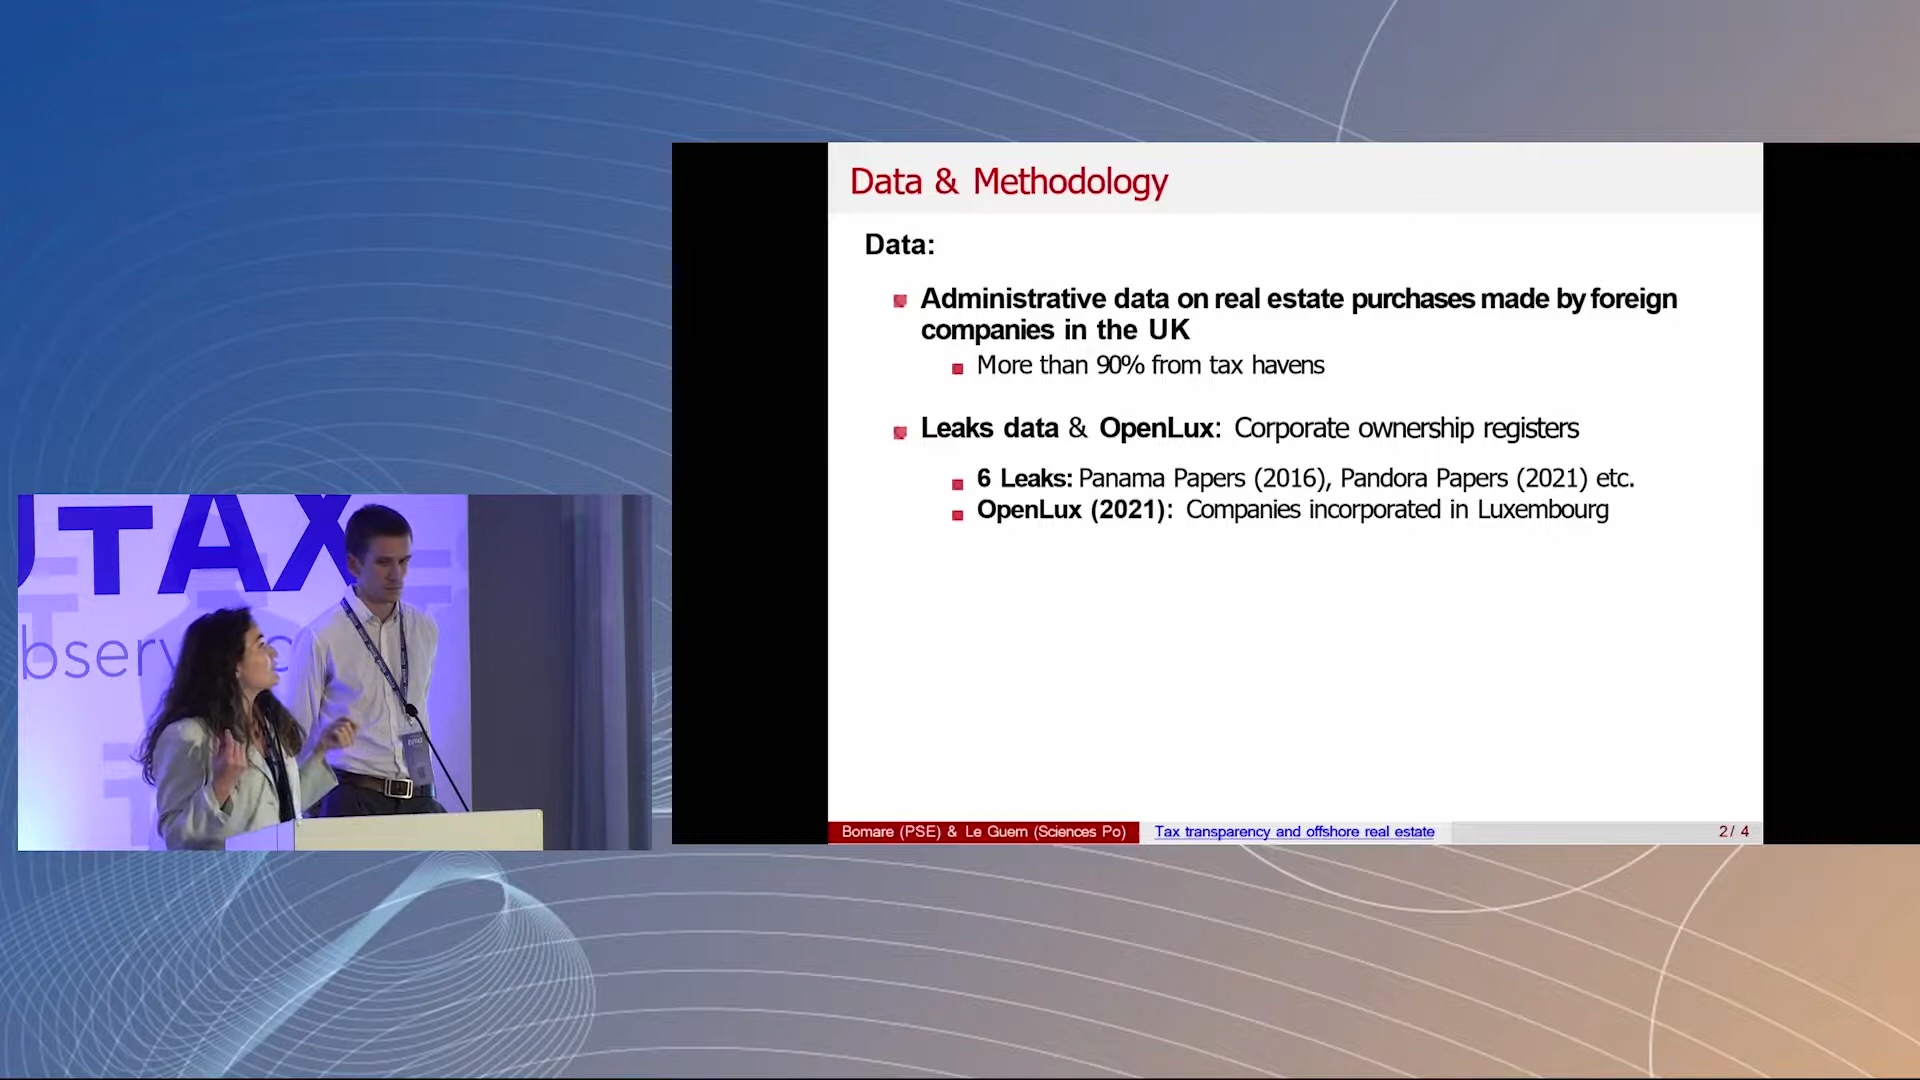 Data & Methodology
Data:
Administrative data on real estate purchases made by foreign
companies in the UK
More than 90% from tax havens
Leaks data & OpenLux: Corporate ownership registers
6 Leaks: Panama Papers (2016), Pandora Papers (2021) etc.
OpenLux (2021): Companies incorporated in Luxembourg
Bomare (PSE) & Le Guern (Sciences Po) Tax transparency and offshore real estate 2/ 4
UTAX
bserv